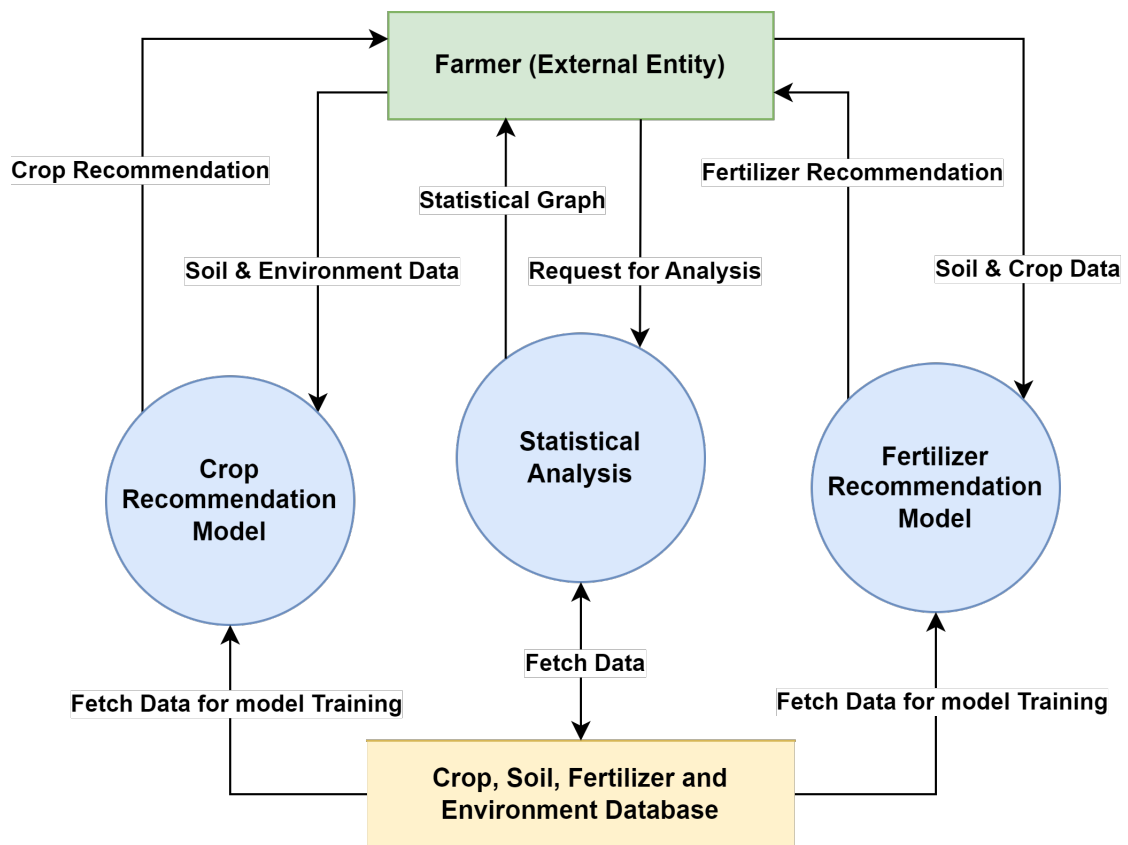 Farmer (External Entity)
Crop Recommendation
Fertilizer Recommendation
Statistical Graph
Soil & Environment Data
Request for Analysis
Soil & Crop Data
Crop
Recommendation
Model
Statistical
Analysis
Fertilizer
Recommendation
Model
Fetch Data
Fetch Data for model Training
Fetch Data for model Training
Crop, Soil, Fertilizer and
Environment Database